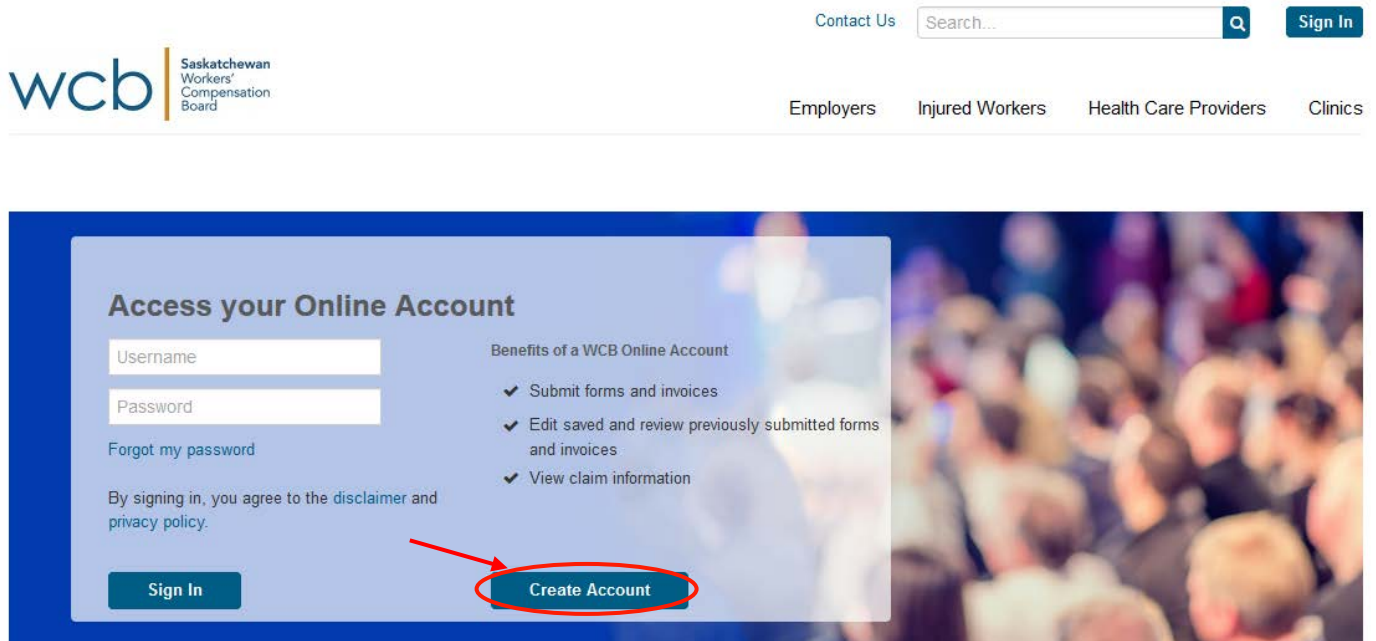 Contact Us
Search...
Sign In
wcb
Saskatchewan
Workers'
Compensation
Board
Employers
Injured Workers
Health Care Providers
Clinics
Access your Online Account
Username
Password
Forgot my password
By signing in, you agree to the disclaimer and
privacy policy.
Sign In
Benefits of a WCB Online Account
✔ Submit forms and invoices
✔ Edit saved and review previously submitted forms
and invoices
✔ View claim information
Create Account